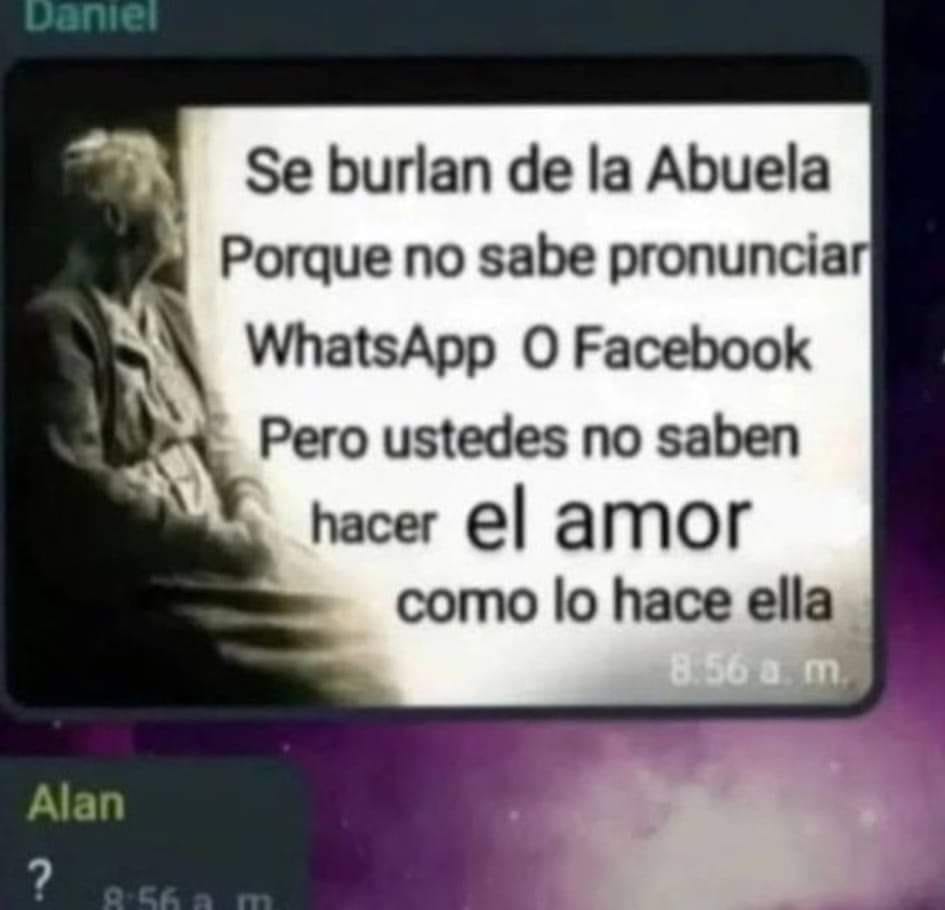 Daniel
Se burlan de la Abuela
Porque no sabe pronunciar
WhatsApp O Facebook
Pero ustedes no saben
hacer el amor
como lo hace ella
8:56 a. m.
Alan
?
8:56 a. m.